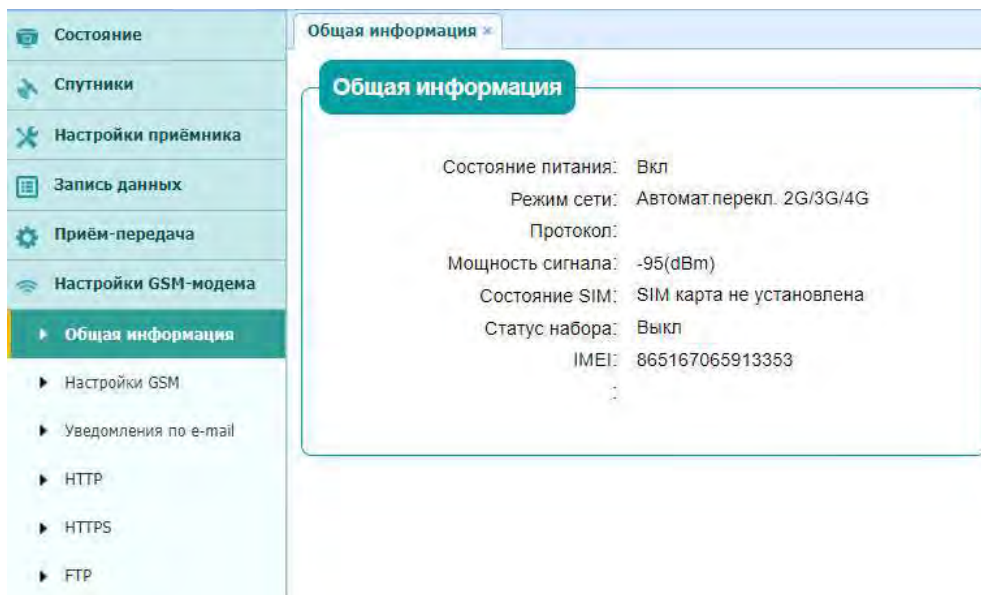 Состояние
Спутники
Настройки приёмника
Запись данных
Приём-передача
Настройки GSM-модема
Общая информация
Настройки GSM
Уведомления по e-mail
HTTP
HTTPS
FTP
Общая информация ×
Общая информация
Состояние питания: Вкл
Режим сети: Автомат.перекл. 2G/3G/4G
Протокол:
Мощность сигнала: -95(dBm)
Состояние SIM: SIM карта не установлена
Статус набора: Выкл
IMEI: 865167065913353
: